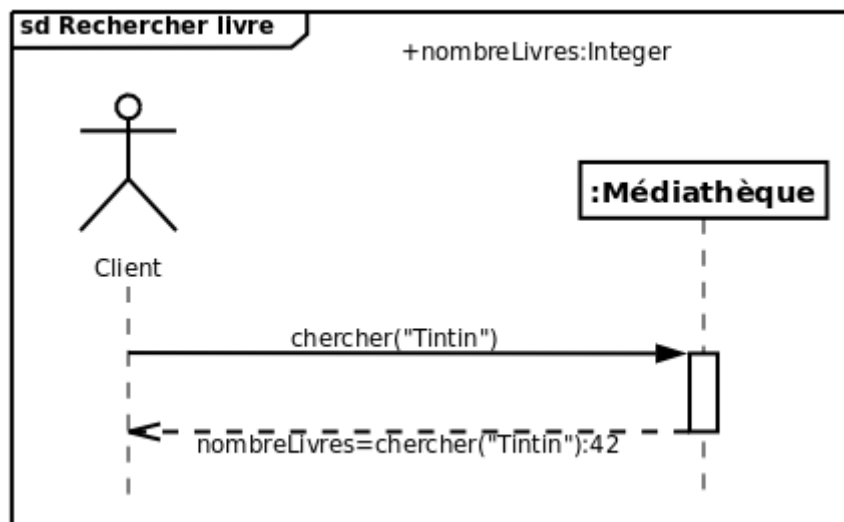 sd Rechercher livre
+nombreLivres:Integer
:Médiathèque
Client
chercher("Tintin")
nombreLivres=chercher("Tintin"):42